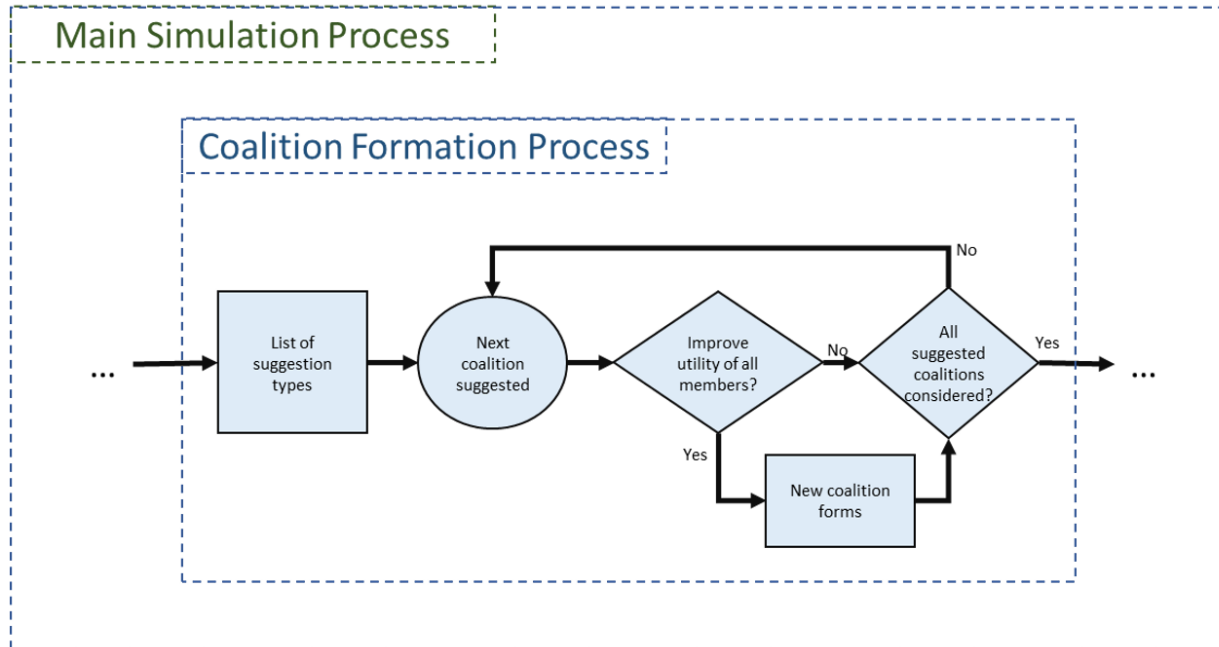 Main Simulation Process
Coalition Formation Process
No
...
List of
suggestion
types
Next
coalition
suggested
Improve
utility of all
members?
No
All
suggested
coalitions
considered?
Yes
...
Yes
New coalition
forms